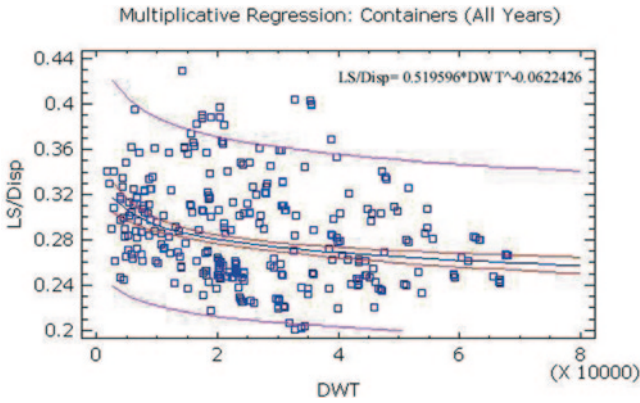 Multiplicative Regression: Containers (All Years)
0.44
LS/Disp= 0.519596*DWT^-0.0622426
0.4
0.36
LS/Disp
0.32
0.28
0.24
0.2
0 2 4 6 8
(X 10000)
DWT